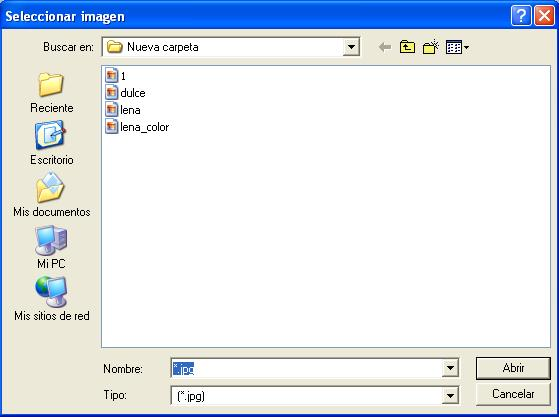 Seleccionar imagen
Buscar en: Nueva carpeta
Reciente
Escritorio
Mis documentos
Mi PC
Mis sitios de red
1
dulce
lena
lena_color
Nombre: *.jpg Abrir
Tipo: (*.jpg) Cancelar